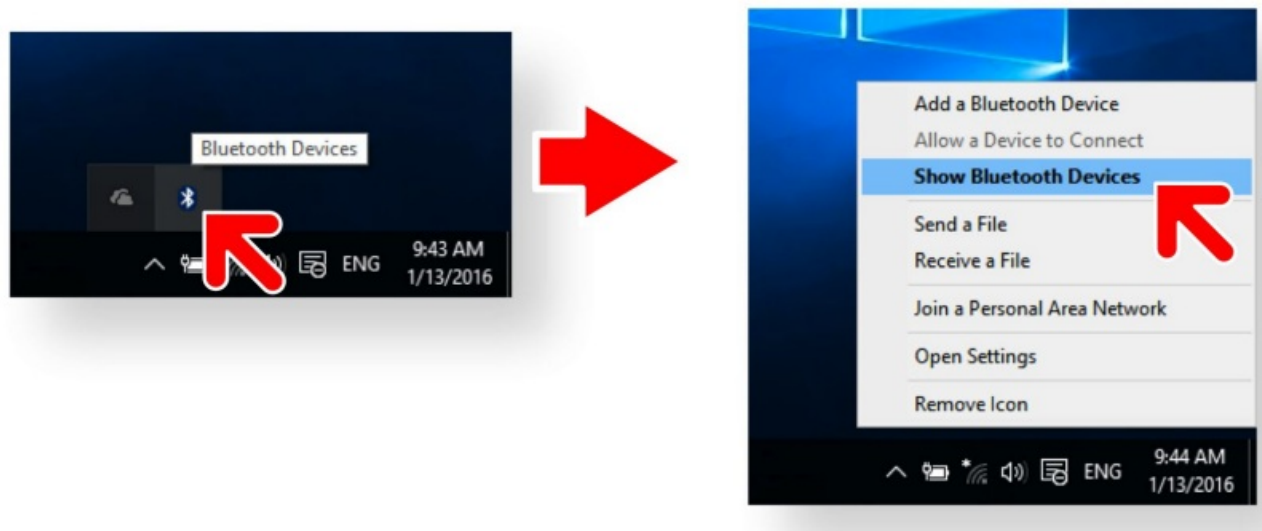 Bluetooth Devices
ENG
9:43 AM
1/13/2016
Add a Bluetooth Device
Allow a Device to Connect
Show Bluetooth Devices
Send a File
Receive a File
Join a Personal Area Network
Open Settings
Remove Icon
ENG
9:44 AM
1/13/2016